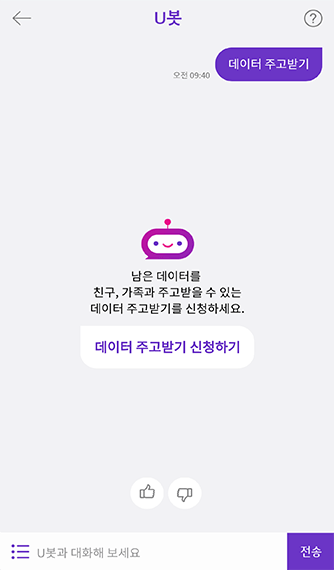 U봇
데이터 주고받기
오전 09:40
남은 데이터를
친구, 가족과 주고받을 수 있는
데이터 주고받기를 신청하세요.
데이터 주고받기 신청하기
U봇과 대화해 보세요
전송